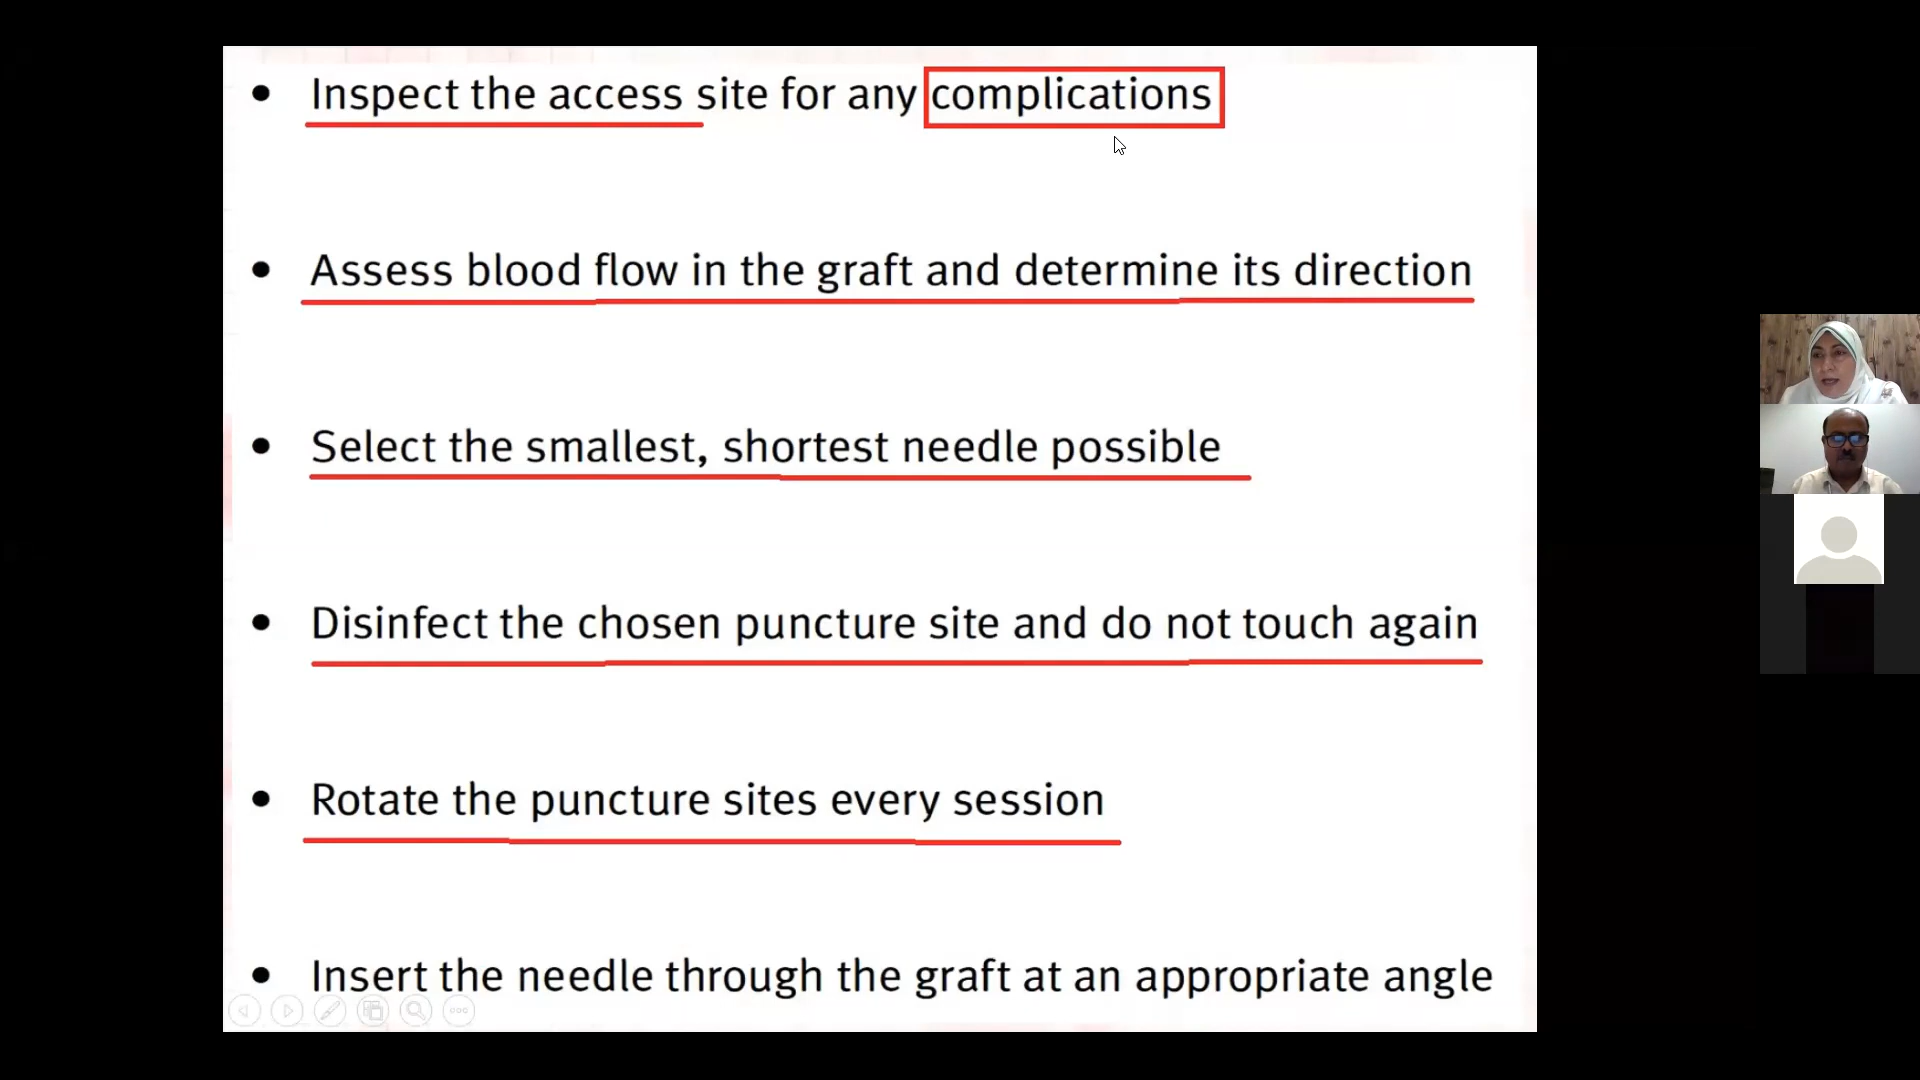 • Inspect the access site for any complications
• Assess blood flow in the graft and determine its direction
• Select the smallest, shortest needle possible
• Disinfect the chosen puncture site and do not touch again
• Rotate the puncture sites every session
• Insert the needle through the graft at an appropriate angle